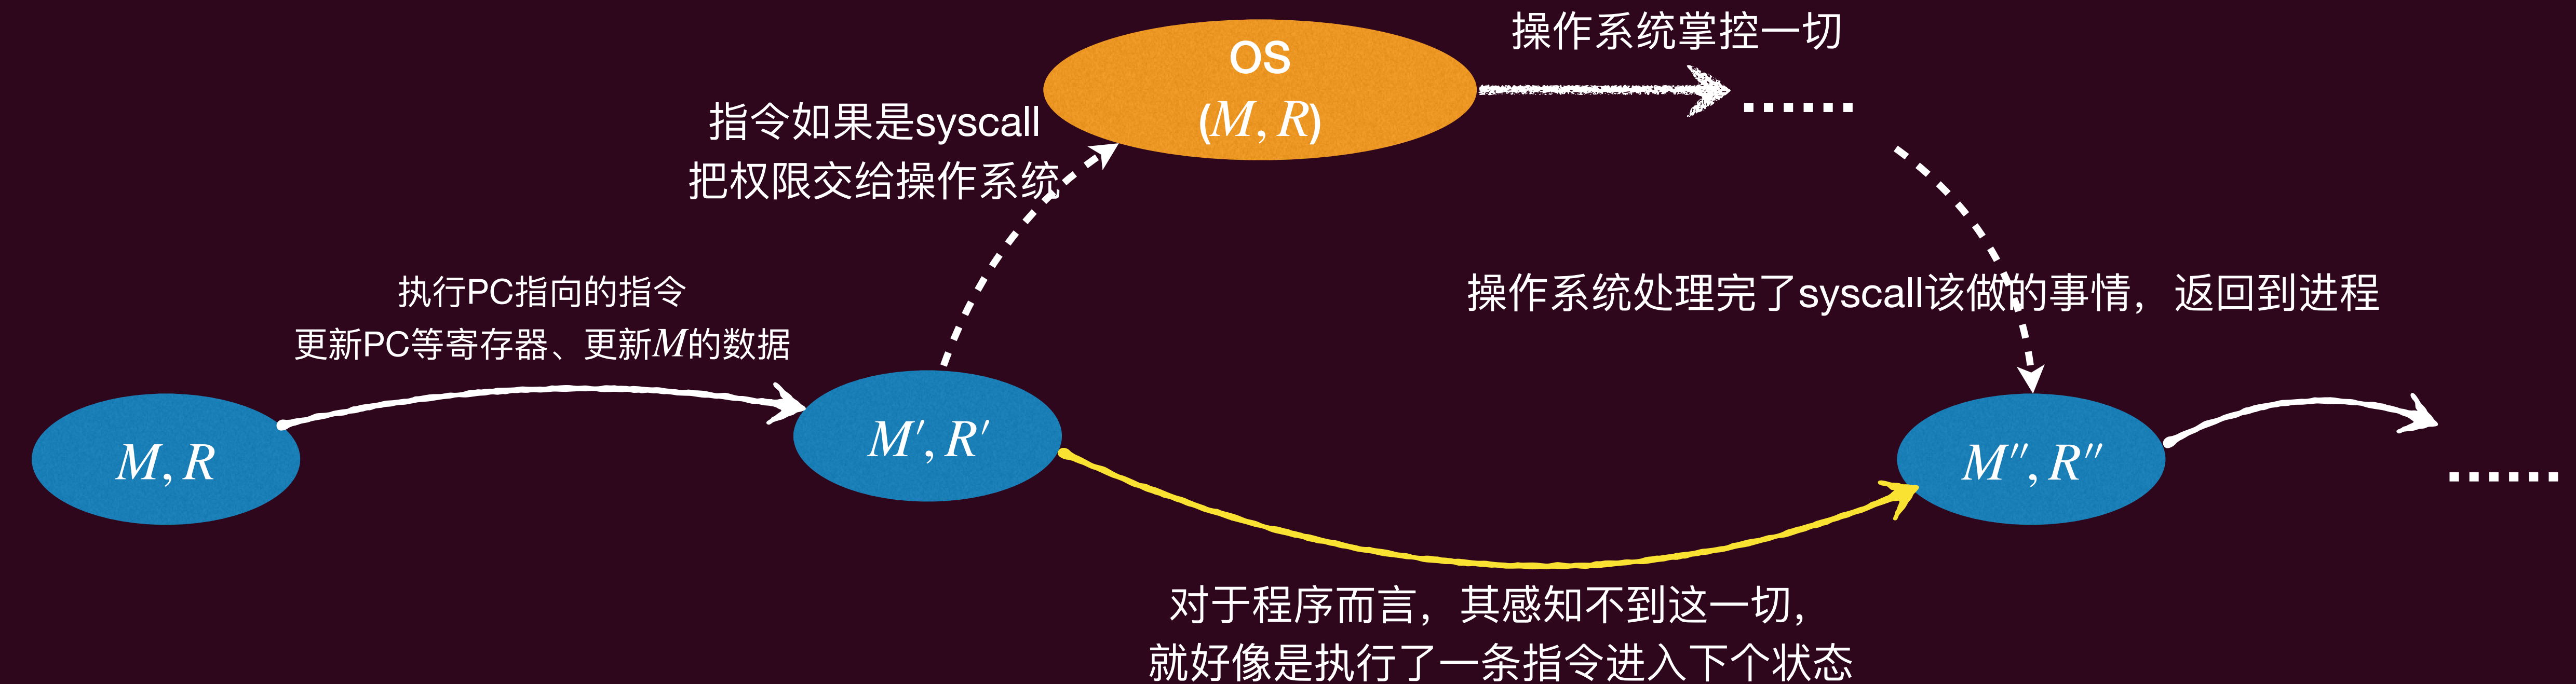 操作系统掌控一切
OS
(M, R)
......
指令如果是syscall
把权限交给操作系统
执行PC指向的指令
更新PC等寄存器、更新M的数据
操作系统处理完了syscall该做的事情，返回到进程
M, R
M′, R′
M″, R″
......
对于程序而言，其感知不到这一切，
就好像是执行了一条指令进入下个状态